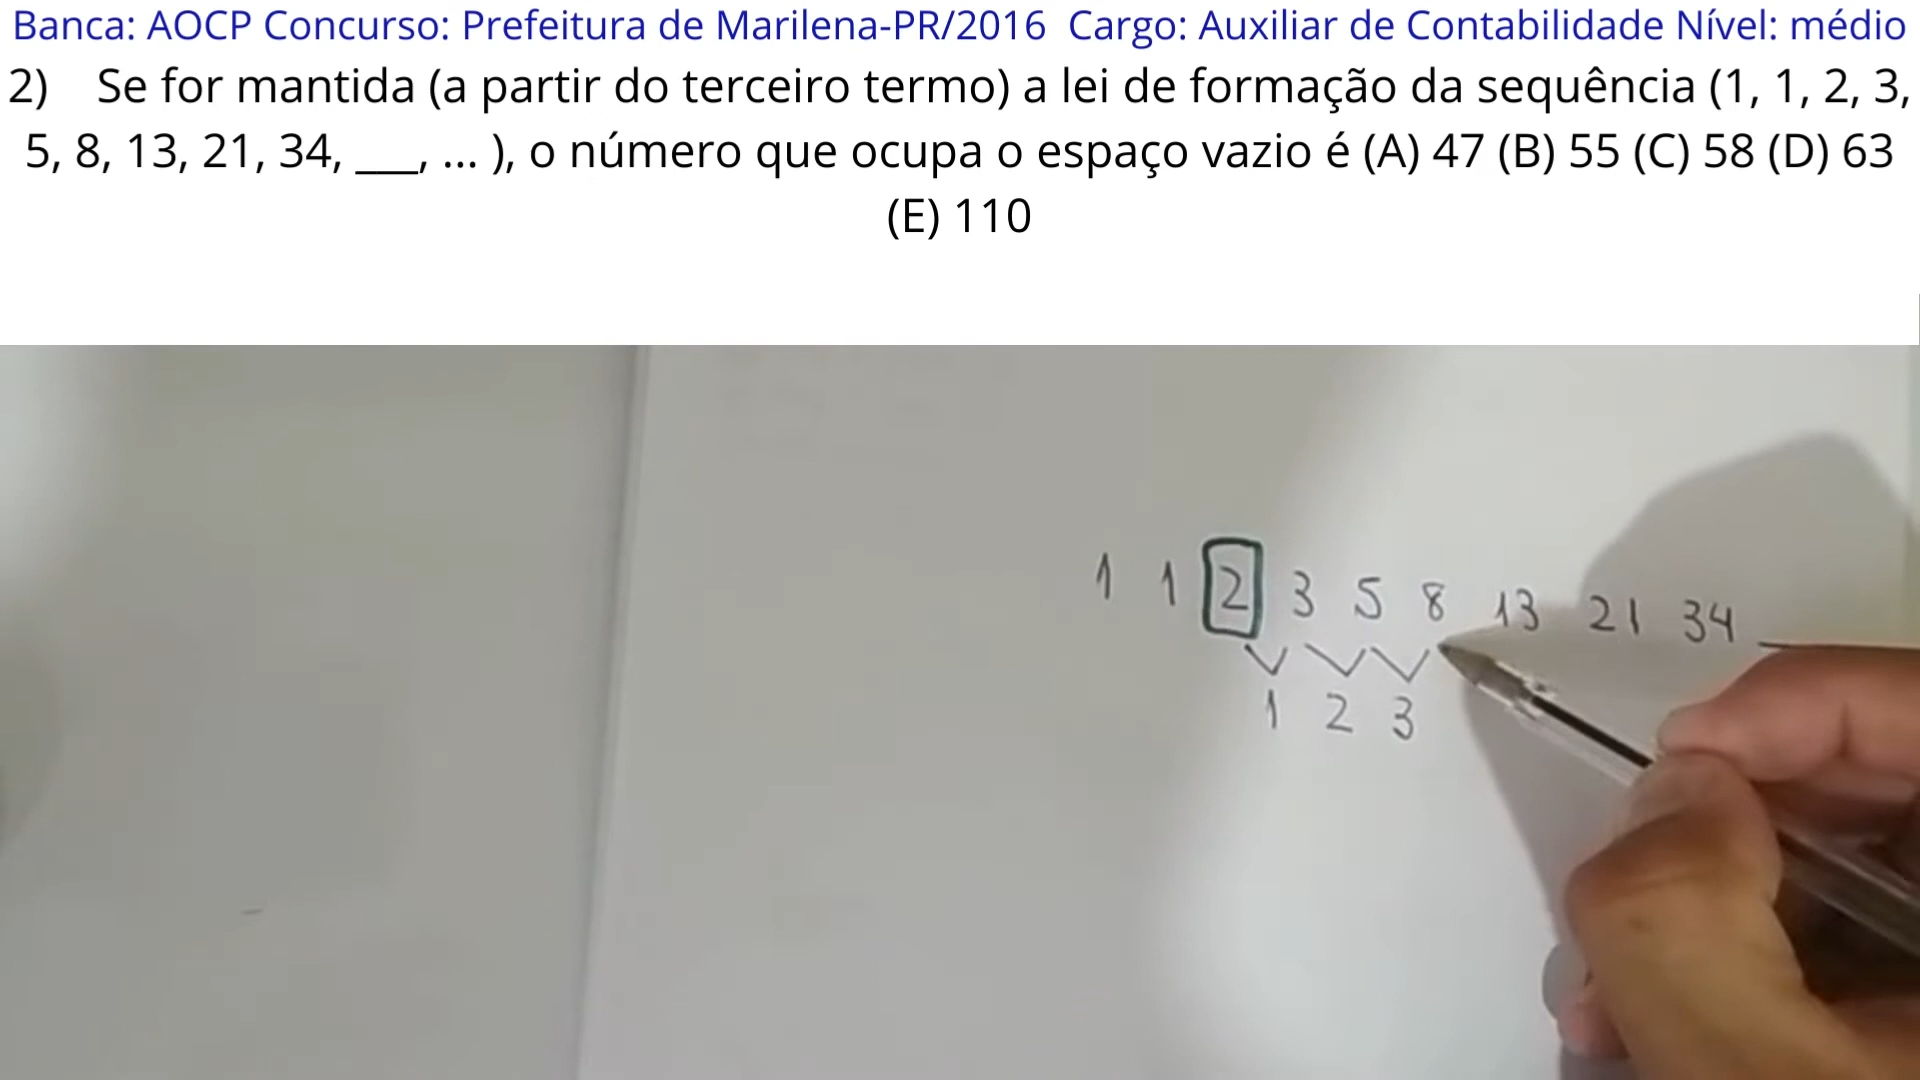 Banca: AOCP Concurso: Prefeitura de Marilena-PR/2016 Cargo: Auxiliar de Contabilidade Nível: médio
2) Se for mantida (a partir do terceiro termo) a lei de formação da sequência (1, 1, 2, 3,
5, 8, 13, 21, 34, ___, ... ), o número que ocupa o espaço vazio é (A) 47 (B) 55 (C) 58 (D) 63
(E) 110
1 1 2 3 5 8 13 21 34 ___
1 2 3